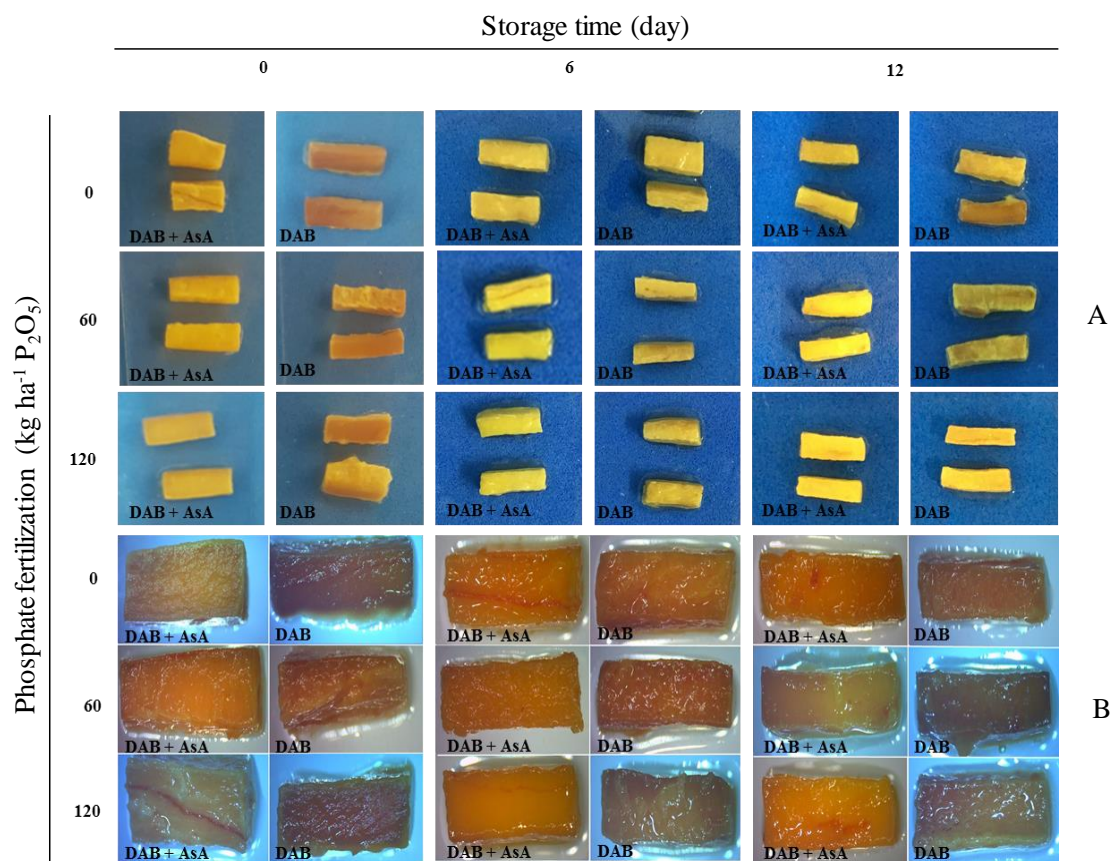 Storage time (day)
0 6 12
Phosphate fertilization (kg ha⁻¹ P₂O₅)
0
DAB + AsA DAB DAB + AsA DAB DAB + AsA DAB
60
DAB + AsA DAB DAB + AsA DAB DAB + AsA DAB
A
120
DAB + AsA DAB DAB + AsA DAB DAB + AsA DAB
0
DAB + AsA DAB DAB + AsA DAB DAB + AsA DAB
60
DAB + AsA DAB DAB + AsA DAB DAB + AsA DAB
B
120
DAB + AsA DAB DAB + AsA DAB DAB + AsA DAB